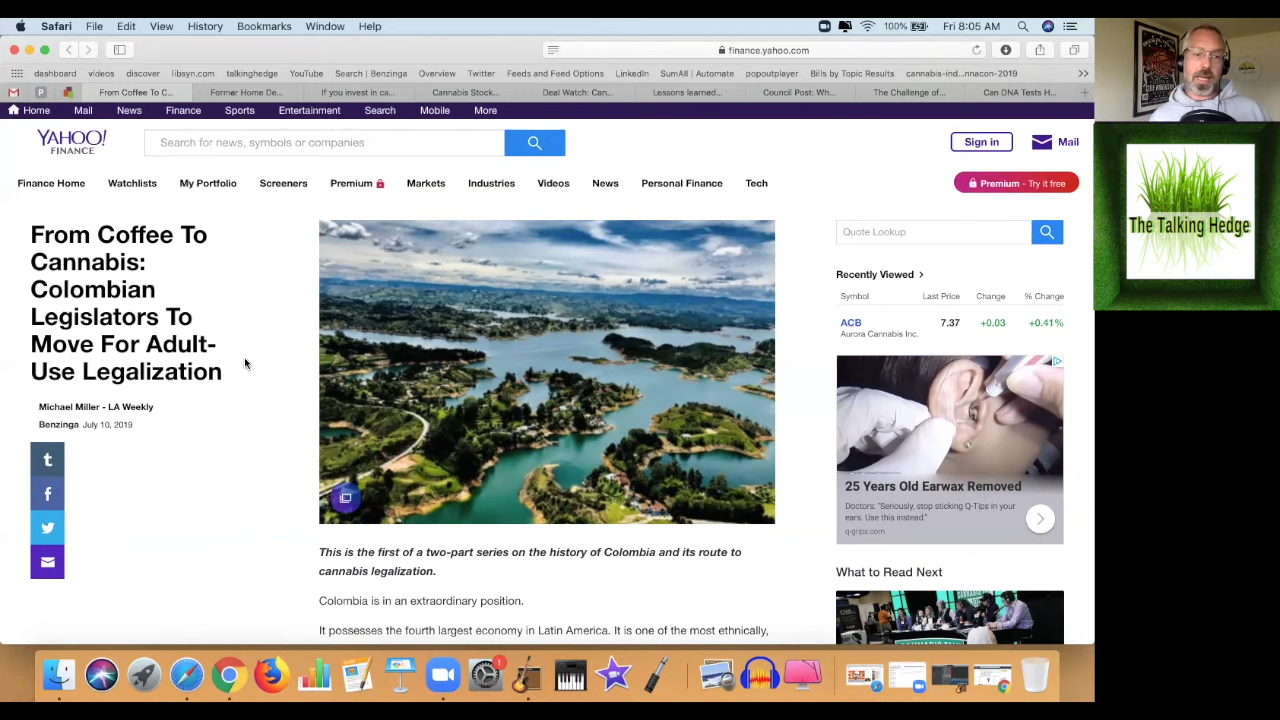 Safari File Edit View History Bookmarks Window Help
100% Fri 8:05 AM
finance.yahoo.com
dashboard videos discover libsyn.com talkinghedge YouTube Search | Benzinga Overview Twitter Feeds and Feed Options LinkedIn SumAll | Automate popoutplayer Bills by Topic Results cannabis-ind...nnacon-2019
From Coffee To C... Former Home De... If you invest in ca... Cannabis Stock... Deal Watch: Can... Lessons learned... Council Post: Wh... The Challenge of... Can DNA Tests H...
Home Mail News Finance Sports Entertainment Search Mobile More
YAHOO!
FINANCE
Search for news, symbols or companies
Sign in Mail
Finance Home Watchlists My Portfolio Screeners Premium Markets Industries Videos News Personal Finance Tech
Premium - Try it free
From Coffee To
Cannabis:
Colombian
Legislators To
Move For Adult-
Use Legalization
Michael Miller - LA Weekly
Benzinga July 10, 2019
This is the first of a two-part series on the history of Colombia and its route to
cannabis legalization.
Colombia is in an extraordinary position.
It possesses the fourth largest economy in Latin America. It is one of the most ethnically,
Quote Lookup
Recently Viewed
Symbol Last Price Change % Change
ACB 7.37 +0.03 +0.41%
Aurora Cannabis Inc.
25 Years Old Earwax Removed
Doctors: "Seriously, stop sticking Q-Tips in your
ears. Use this instead."
q-grips.com
What to Read Next
The Talking Hedge